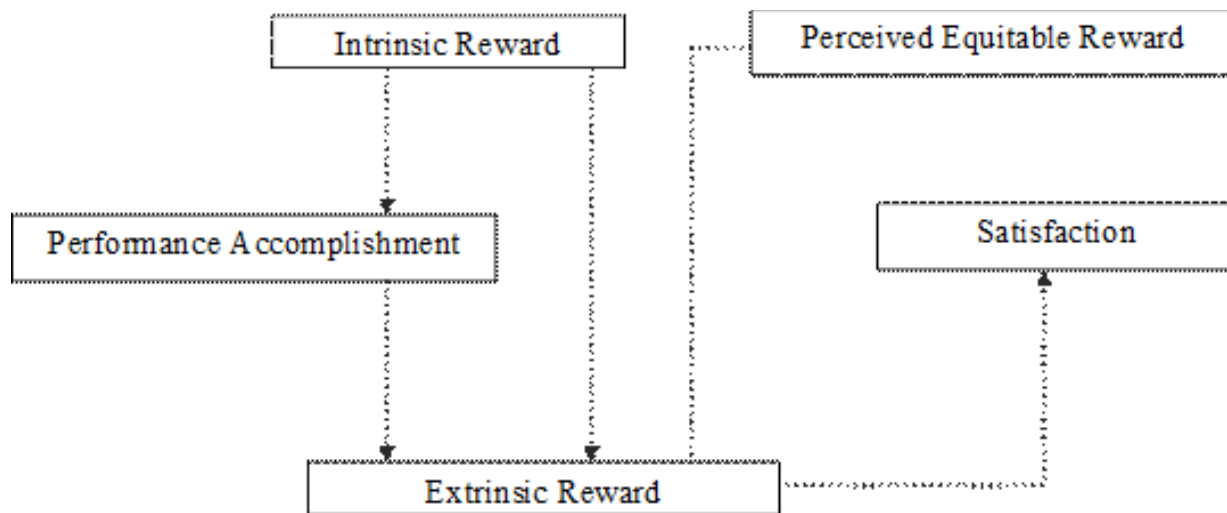 Intrinsic Reward
Perceived Equitable Reward
Performance Accomplishment
Satisfaction
Extrinsic Reward